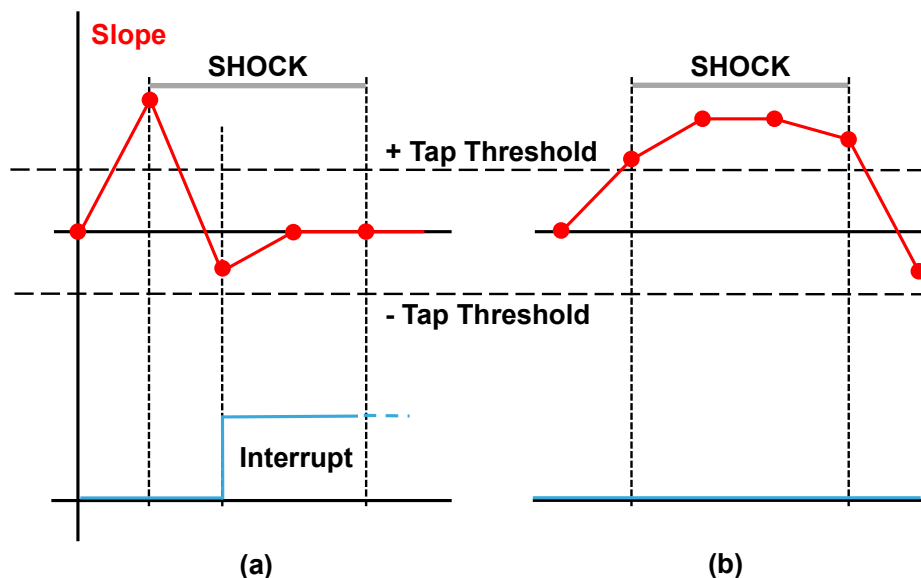 Slope
SHOCK
SHOCK
+ Tap Threshold
- Tap Threshold
Interrupt
(a)
(b)